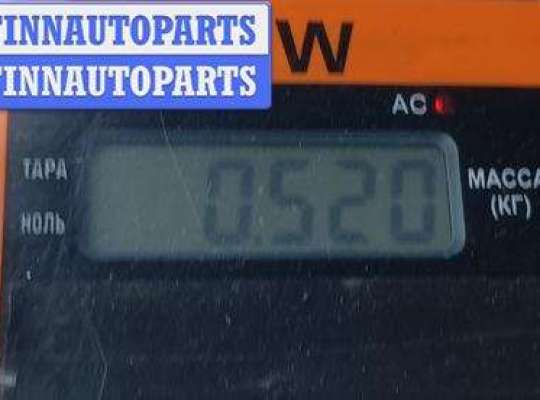 FINNAUTOPARTS
FINNAUTOPARTS
W
AC
ТАРА
НОЛЬ
0.520
МАССА
(КГ)